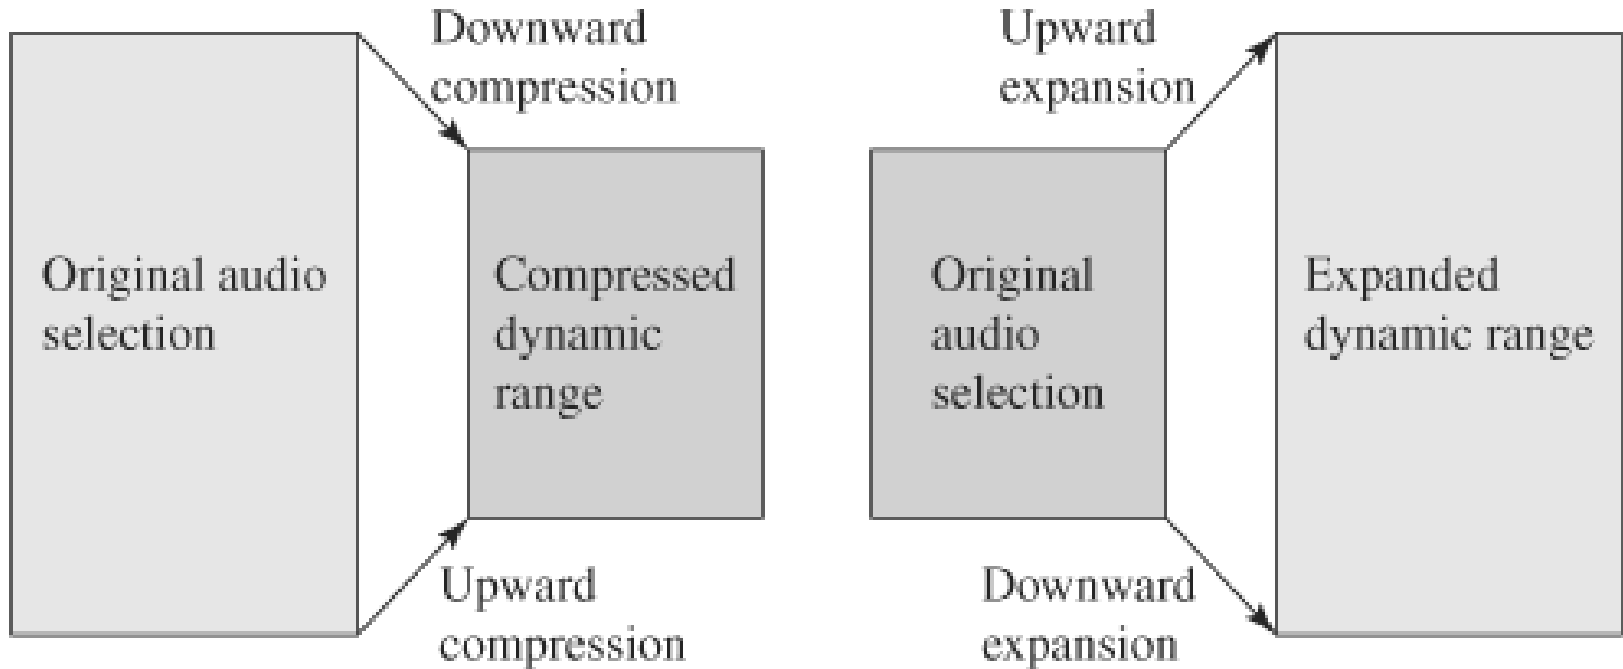 Downward
compression
Upward
expansion
Original audio
selection
Compressed
dynamic
range
Original
audio
selection
Expanded
dynamic range
Upward
compression
Downward
expansion